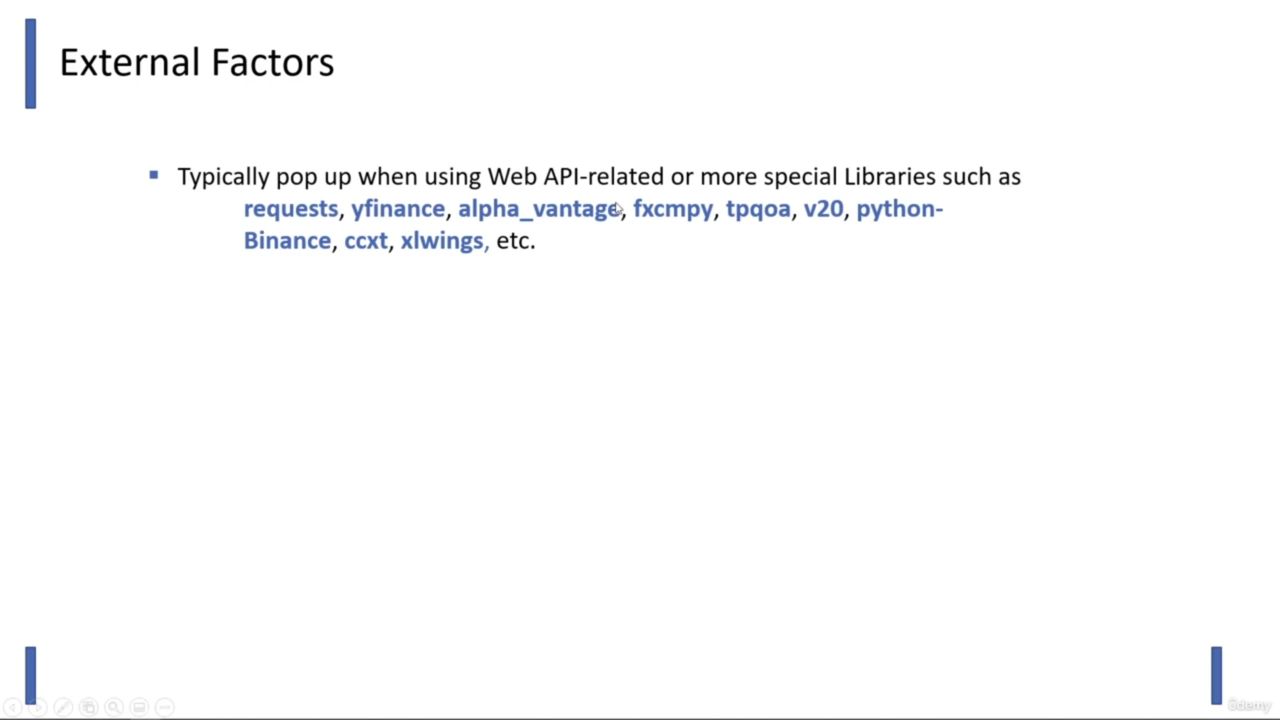 External Factors
▪ Typically pop up when using Web API-related or more special Libraries such as
requests, yfinance, alpha_vantage, fxcmpy, tpqoa, v20, python-
Binance, ccxt, xlwings, etc.
ûdemy